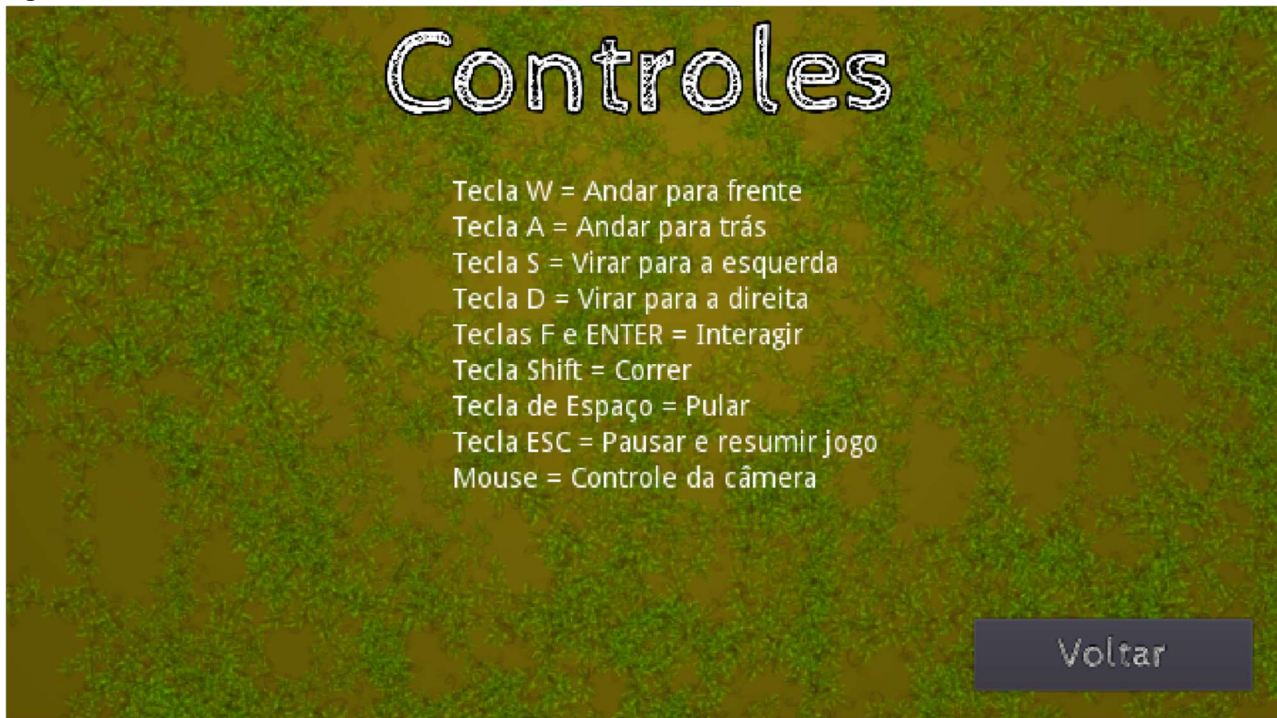 Controles
Tecla W = Andar para frente
Tecla A = Andar para trás
Tecla S = Virar para a esquerda
Tecla D = Virar para a direita
Teclas F e ENTER = Interagir
Tecla Shift = Correr
Tecla de Espaço = Pular
Tecla ESC = Pausar e resumir jogo
Mouse = Controle da câmera
Voltar